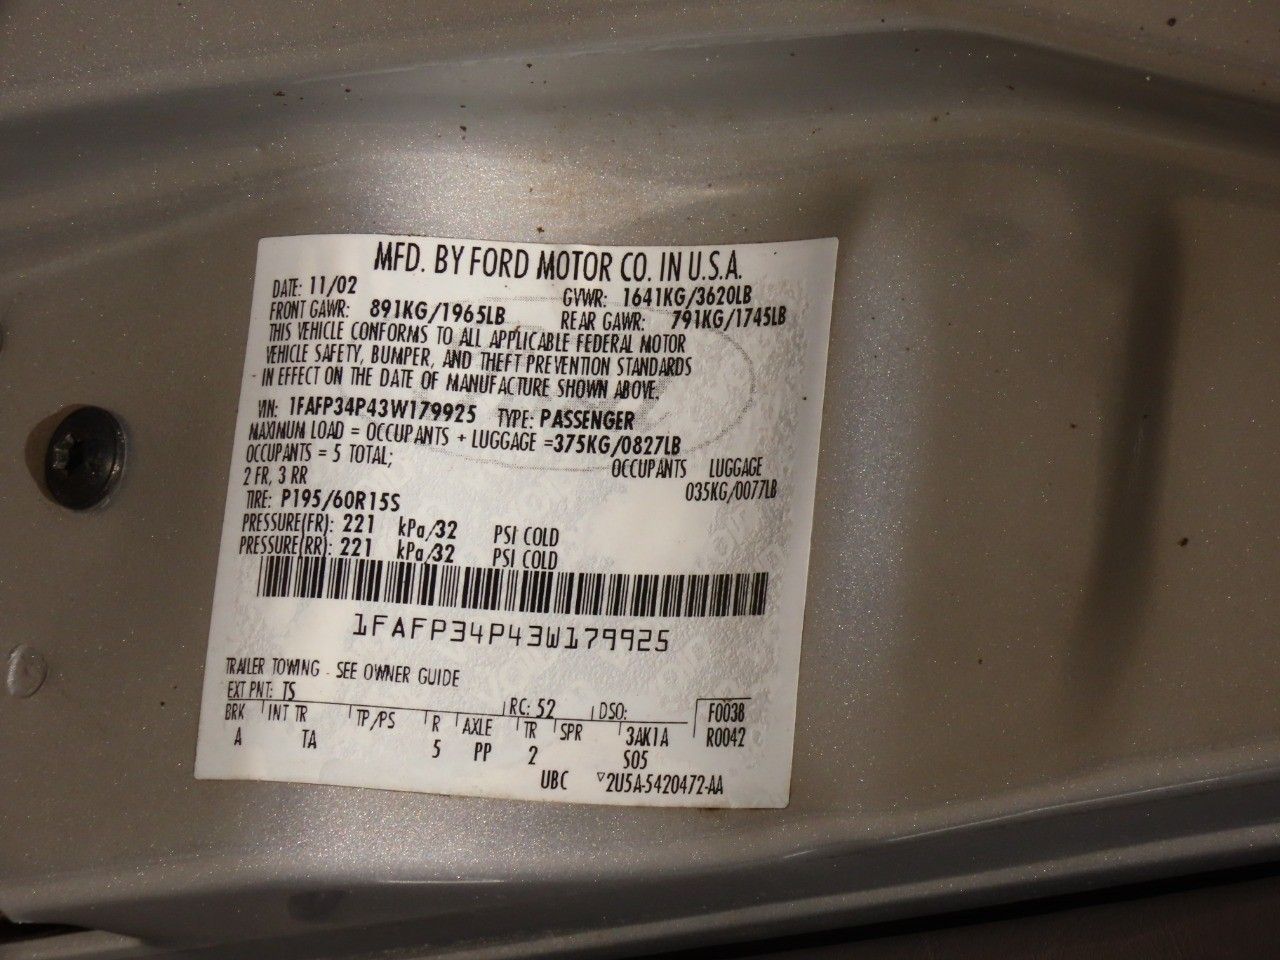 MFD. BY FORD MOTOR CO. IN U.S.A.
DATE: 11/02 GVWR: 1641KG/3620LB
FRONT GAWR: 891KG/1965LB REAR GAWR: 791KG/1745LB
THIS VEHICLE CONFORMS TO ALL APPLICABLE FEDERAL MOTOR
VEHICLE SAFETY, BUMPER, AND THEFT PREVENTION STANDARDS
IN EFFECT ON THE DATE OF MANUFACTURE SHOWN ABOVE.
VIN: 1FAFP34P43W179925 TYPE: PASSENGER
MAXIMUM LOAD = OCCUPANTS + LUGGAGE =375KG/0827LB
OCCUPANTS = 5 TOTAL; OCCUPANTS LUGGAGE
2 FR, 3 RR 035KG/0077LB
TIRE: P195/60R15S
PRESSURE(FR): 221 kPa/32 PSI COLD
PRESSURE(RR): 221 kPa/32 PSI COLD
1FAFP34P43W179925
TRAILER TOWING - SEE OWNER GUIDE
EXT PNT: TS RC: 52 DSO: F0038
BRK INT TR TP/PS R AXLE TR SPR 3AK1A R0042
A TA 5 PP 2 S05
UBC ▽2U5A-5420472-AA